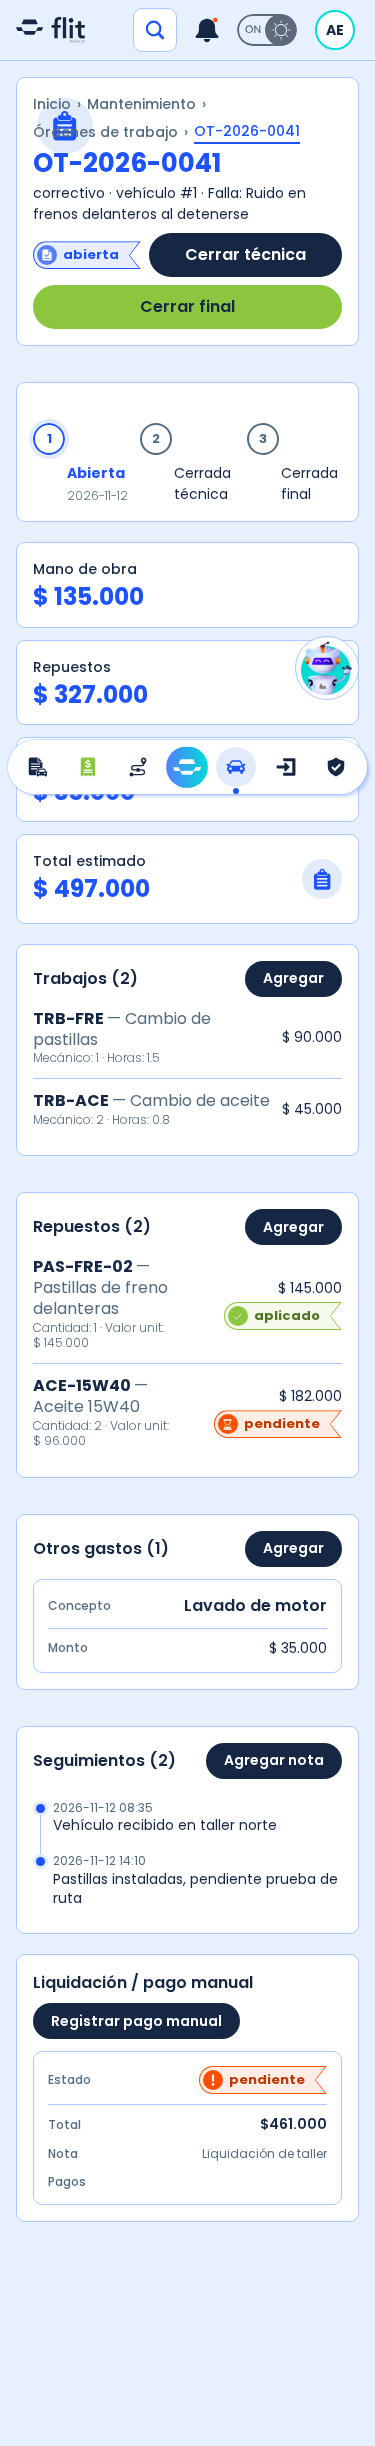 flit
ON
AE
Inicio › Mantenimiento ›
Órdenes de trabajo › OT-2026-0041
OT-2026-0041
correctivo · vehículo #1 · Falla: Ruido en
frenos delanteros al detenerse
abierta
Cerrar técnica
Cerrar final
1
2
3
Abierta
2026-11-12
Cerrada
técnica
Cerrada
final
Mano de obra
$ 135.000
Repuestos
$ 327.000
Total estimado
$ 497.000
Trabajos (2)
Agregar
TRB-FRE — Cambio de
pastillas
Mecánico: 1 · Horas: 1.5
$ 90.000
TRB-ACE — Cambio de aceite
Mecánico: 2 · Horas: 0.8
$ 45.000
Repuestos (2)
Agregar
PAS-FRE-02 —
Pastillas de freno
delanteras
Cantidad: 1 · Valor unit:
$ 145.000
$ 145.000
aplicado
ACE-15W40 —
Aceite 15W40
Cantidad: 2 · Valor unit:
$ 96.000
$ 182.000
pendiente
Otros gastos (1)
Agregar
Concepto
Lavado de motor
Monto
$ 35.000
Seguimientos (2)
Agregar nota
2026-11-12 08:35
Vehículo recibido en taller norte
2026-11-12 14:10
Pastillas instaladas, pendiente prueba de
ruta
Liquidación / pago manual
Registrar pago manual
Estado
pendiente
Total
$461.000
Nota
Liquidación de taller
Pagos